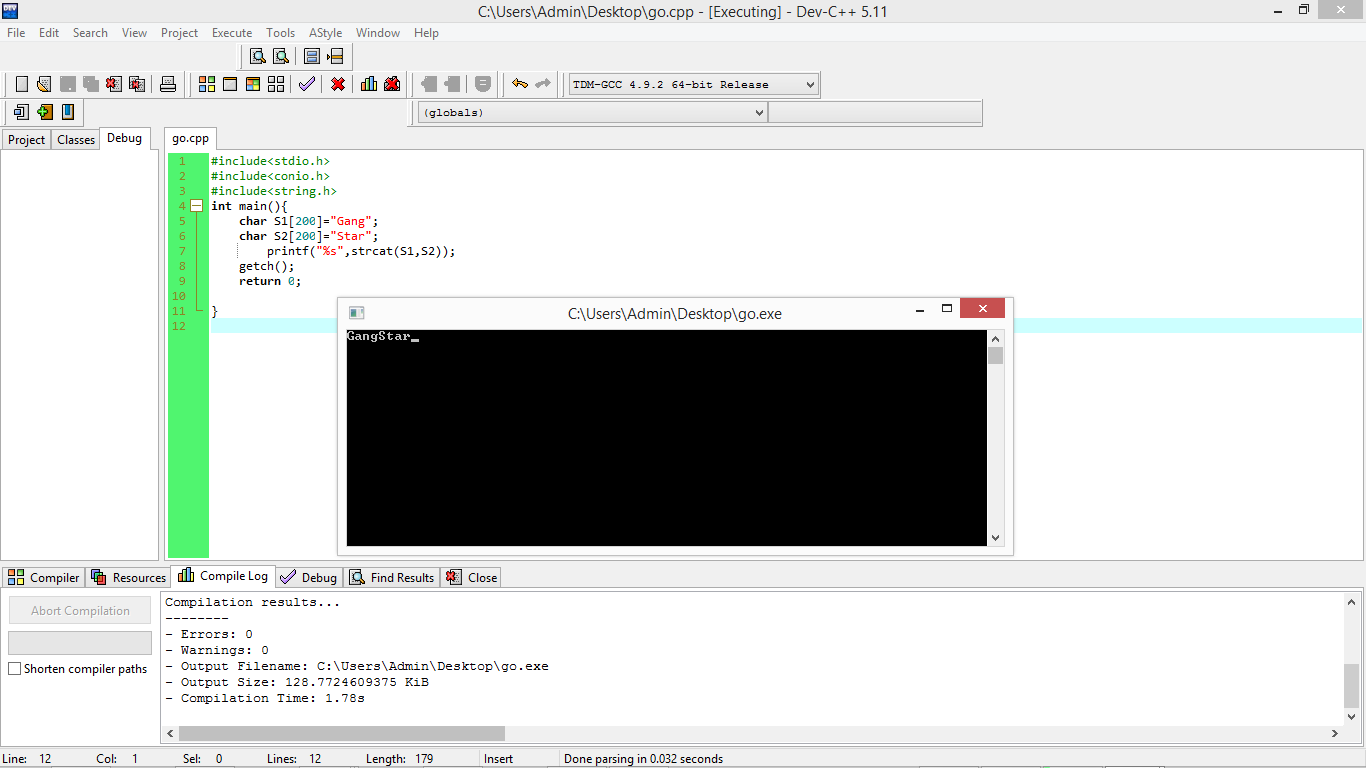 C:\Users\Admin\Desktop\go.cpp - [Executing] - Dev-C++ 5.11
File Edit Search View Project Execute Tools AStyle Window Help
TDM-GCC 4.9.2 64-bit Release
(globals)
Project Classes Debug
go.cpp
1 #include<stdio.h>
2 #include<conio.h>
3 #include<string.h>
4 int main(){
5 char S1[200]="Gang";
6 char S2[200]="Star";
7 printf("%s",strcat(S1,S2));
8 getch();
9 return 0;
10
11 }
12
C:\Users\Admin\Desktop\go.exe
GangStar_
Compiler Resources Compile Log Debug Find Results Close
Abort Compilation
Shorten compiler paths
Compilation results...
--------
- Errors: 0
- Warnings: 0
- Output Filename: C:\Users\Admin\Desktop\go.exe
- Output Size: 128.7724609375 KiB
- Compilation Time: 1.78s
Line: 12 Col: 1 Sel: 0 Lines: 12 Length: 179 Insert Done parsing in 0.032 seconds